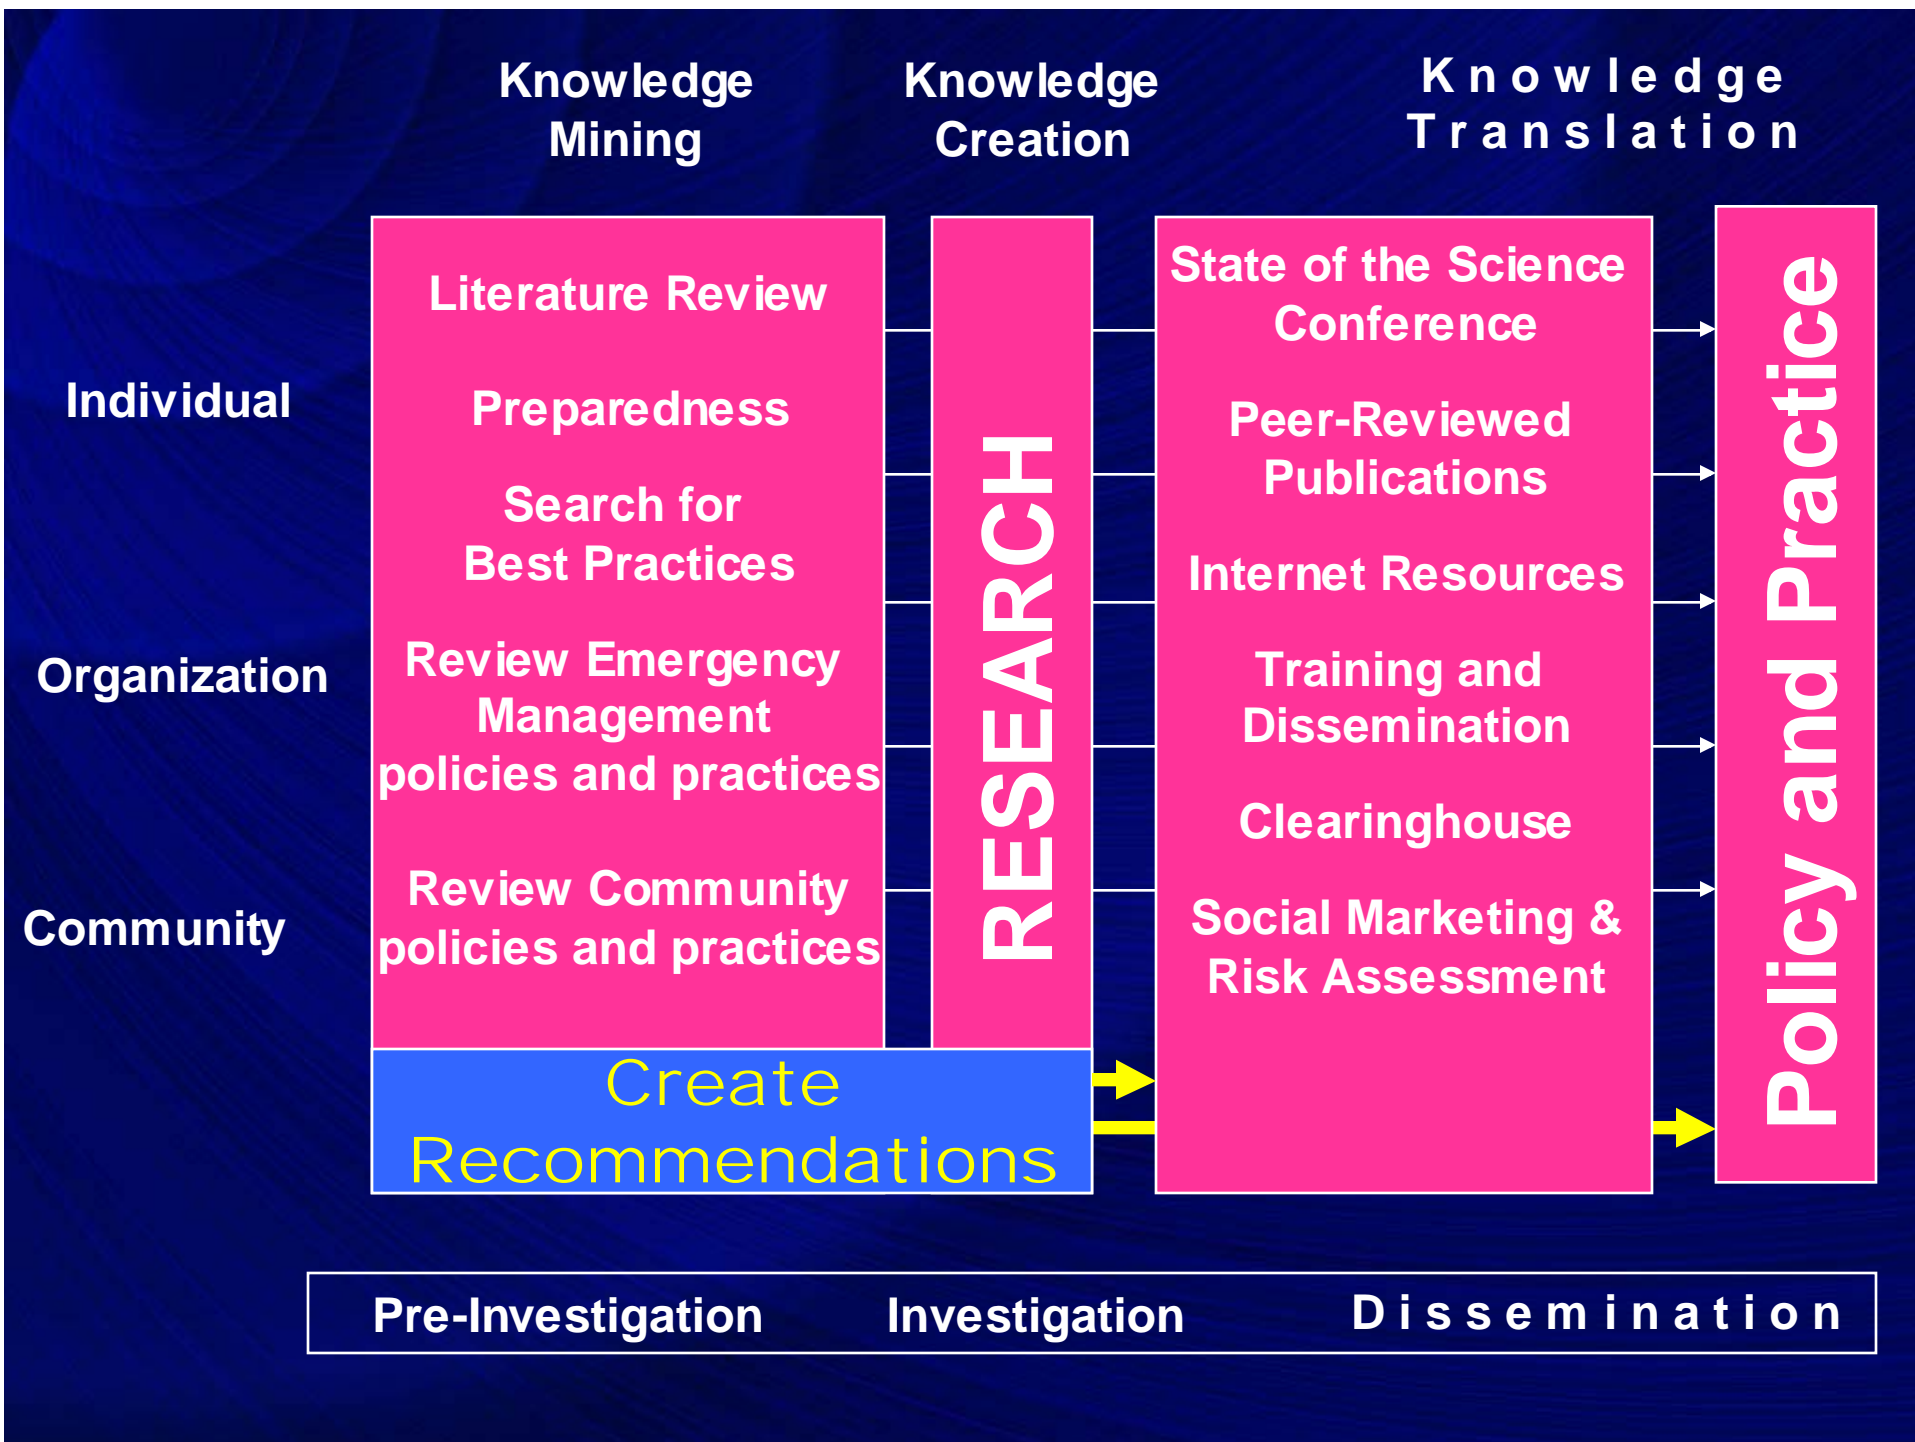 Knowledge
Mining
Knowledge
Creation
Knowledge
Translation
Individual
Organization
Community
Literature Review
Preparedness
Search for
Best Practices
Review Emergency
Management
policies and practices
Review Community
policies and practices
RESEARCH
State of the Science
Conference
Peer-Reviewed
Publications
Internet Resources
Training and
Dissemination
Clearinghouse
Social Marketing &
Risk Assessment
Policy and Practice
Create
Recommendations
Pre-Investigation
Investigation
Dissemination